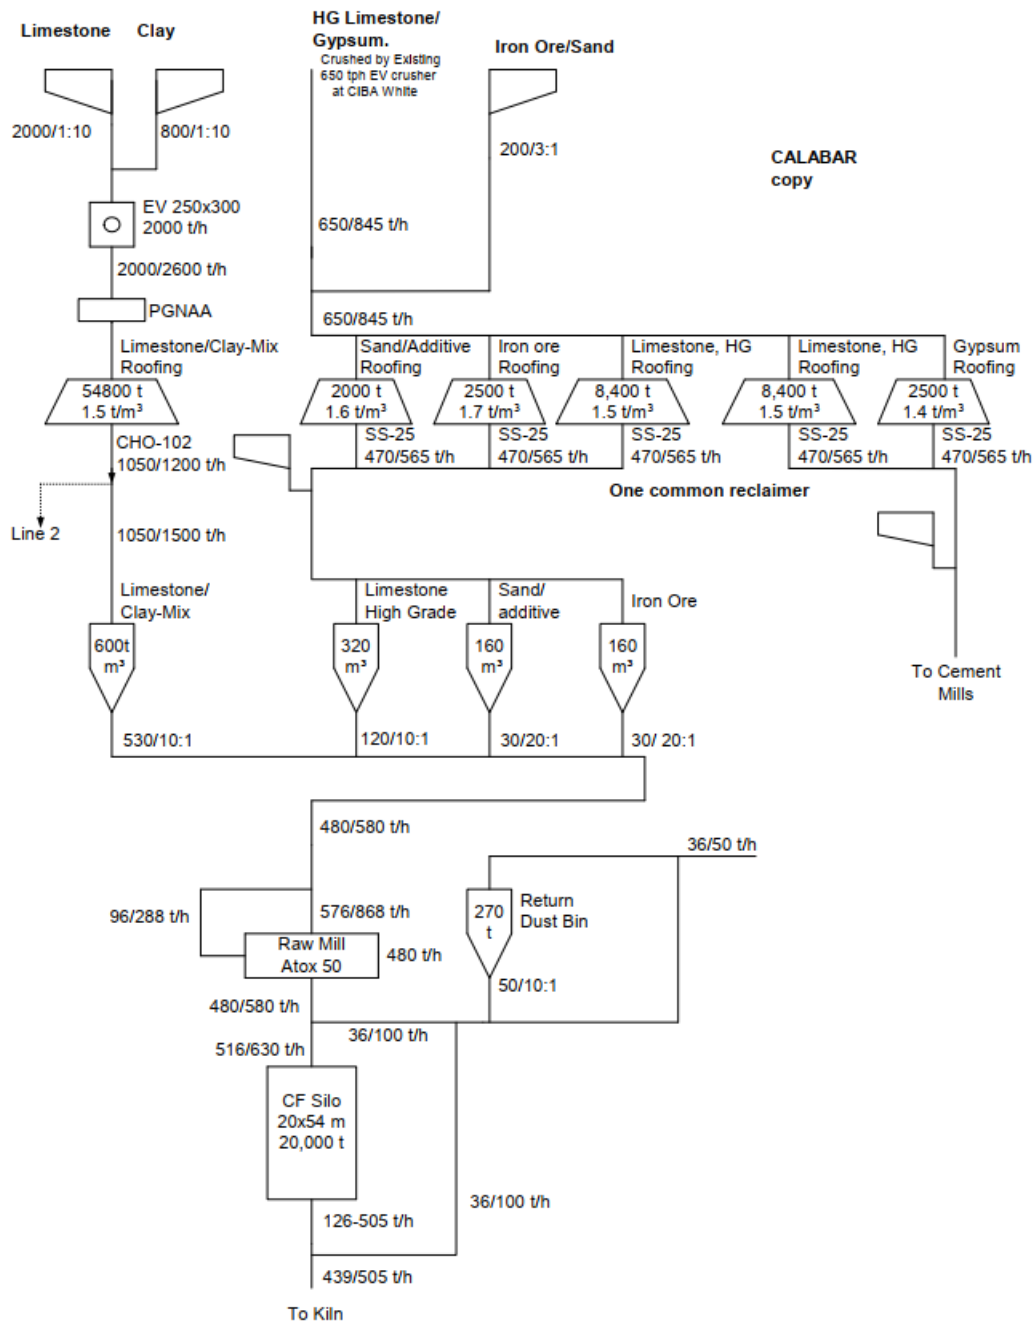 Limestone
Clay
HG Limestone/
Gypsum.
Crushed by Existing
650 tph EV crusher
at CIBA White
Iron Ore/Sand
2000/1:10
800/1:10
200/3:1
CALABAR
copy
EV 250x300
2000 t/h
650/845 t/h
2000/2600 t/h
PGNAA
650/845 t/h
Limestone/Clay-Mix
Roofing
Sand/Additive
Roofing
Iron ore
Roofing
Limestone, HG
Roofing
Limestone, HG
Roofing
Gypsum
Roofing
54800 t
1.5 t/m³
2000 t
1.6 t/m³
2500 t
1.7 t/m³
8,400 t
1.5 t/m³
8,400 t
1.5 t/m³
2500 t
1.4 t/m³
CHO-102
1050/1200 t/h
SS-25
470/565 t/h
SS-25
470/565 t/h
SS-25
470/565 t/h
SS-25
470/565 t/h
SS-25
470/565 t/h
One common reclaimer
Line 2
1050/1500 t/h
Limestone/
Clay-Mix
Limestone
High Grade
Sand/
additive
Iron Ore
600t
m³
320
m³
160
m³
160
m³
To Cement
Mills
530/10:1
120/10:1
30/20:1
30/ 20:1
480/580 t/h
36/50 t/h
96/288 t/h
576/868 t/h
270
t
Return
Dust Bin
Raw Mill
Atox 50
480 t/h
50/10:1
480/580 t/h
36/100 t/h
516/630 t/h
CF Silo
20x54 m
20,000 t
36/100 t/h
126-505 t/h
439/505 t/h
To Kiln